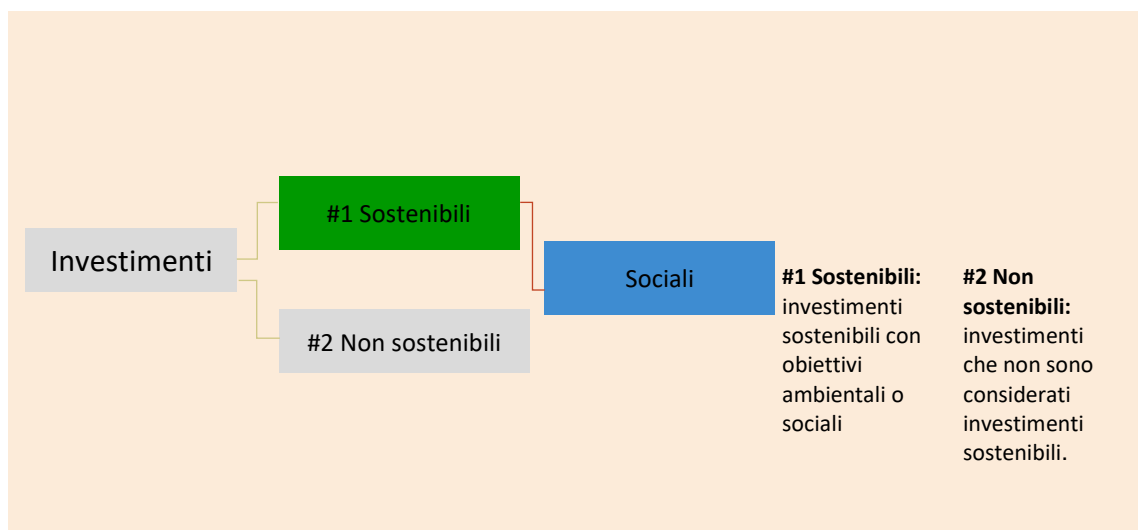 #1 Sostenibili
Investimenti
Sociali
#2 Non sostenibili
#1 Sostenibili:
investimenti
sostenibili con
obiettivi
ambientali o
sociali
#2 Non
sostenibili:
investimenti
che non sono
considerati
investimenti
sostenibili.